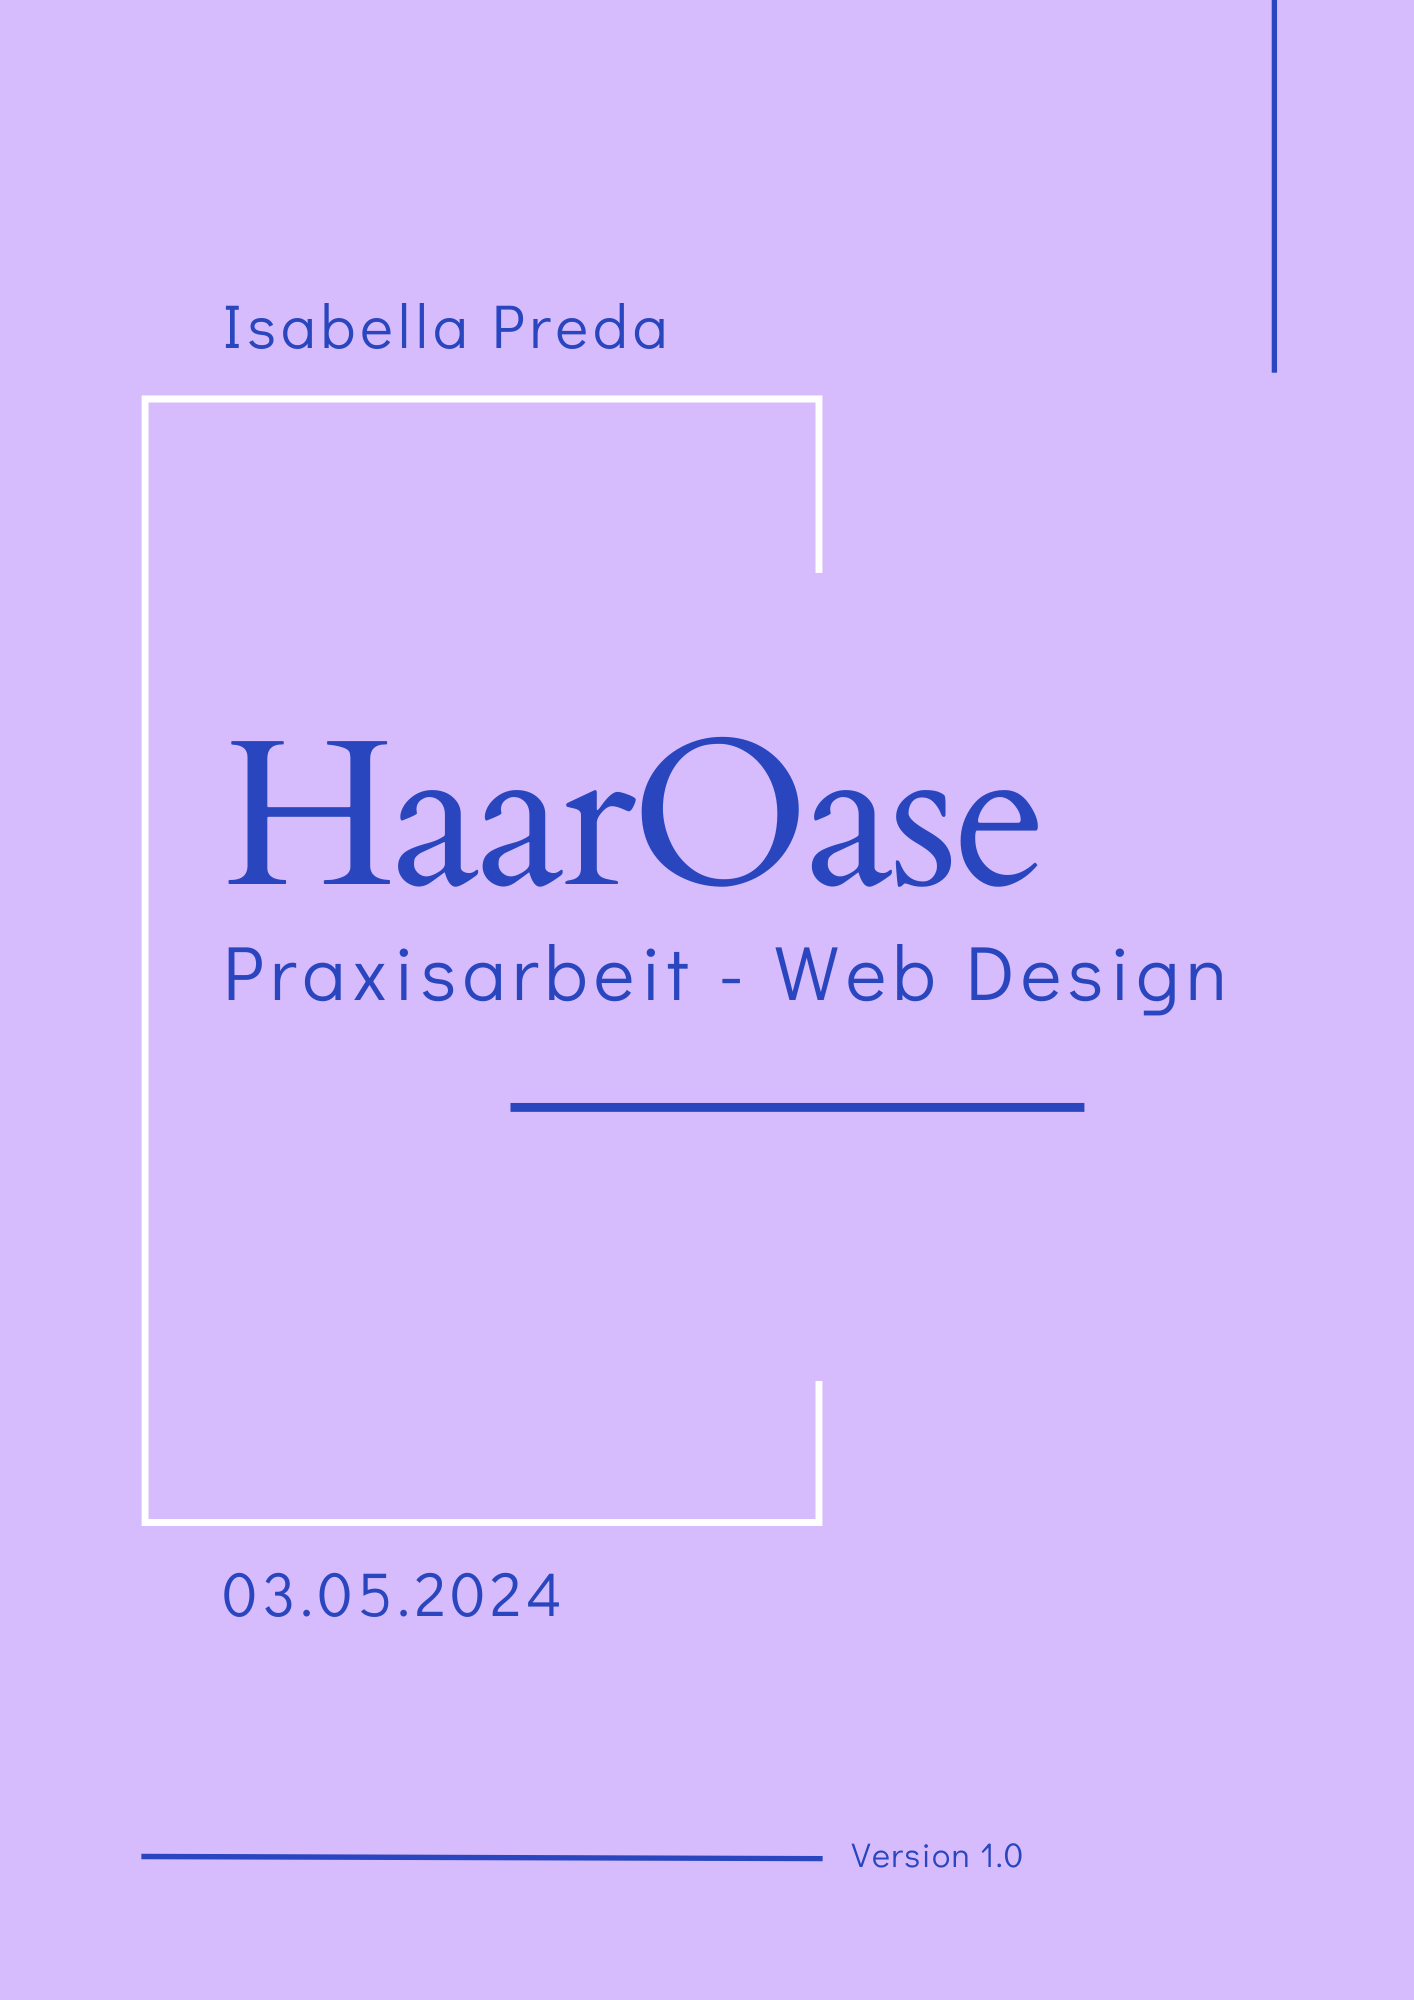 Isabella Preda
HaarOase
Praxisarbeit - Web Design
03.05.2024
Version 1.0